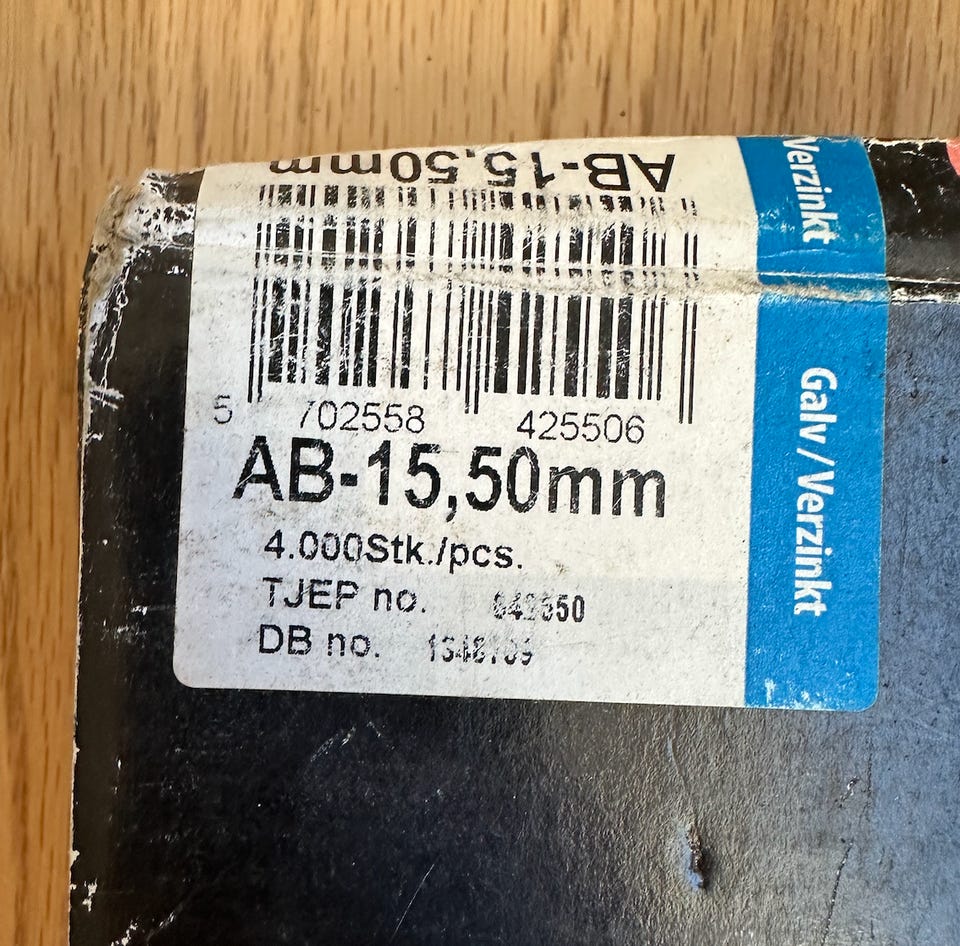 AB-15,50mm
Verzinkt
5 702558 425506
AB-15,50mm
4.000Stk./pcs.
TJEP no.
DB no.
Galv/Verzinkt